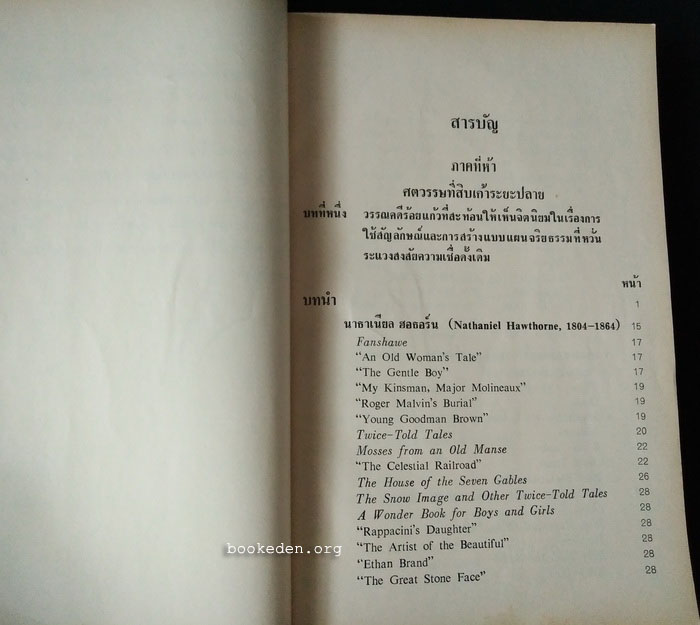 สารบัญ
ภาคที่ห้า
ศตวรรษที่สิบเก้าระยะปลาย
บทที่หนึ่ง วรรณคดีร้อยแก้วที่สะท้อนให้เห็นจิตนิยมในเรื่องการ
ใช้สัญลักษณ์และการสร้างแบบแผนจริยธรรมที่หวั่น
ระแวงสงสัยความเชื่อดั้งเดิม
หน้า
บทนำ 1
นาธาเนียล ฮอธอร์น (Nathaniel Hawthorne, 1804–1864) 15
Fanshawe 17
“An Old Woman's Tale” 17
“The Gentle Boy” 17
“My Kinsman, Major Molineaux” 19
“Roger Malvin's Burial” 19
“Young Goodman Brown” 19
Twice-Told Tales 20
Mosses from an Old Manse 22
“The Celestial Railroad” 22
The House of the Seven Gables 26
The Snow Image and Other Twice-Told Tales 28
A Wonder Book for Boys and Girls 28
“Rappacini's Daughter” 28
“The Artist of the Beautiful” 28
“Ethan Brand” 28
“The Great Stone Face” 28
bookeden.org